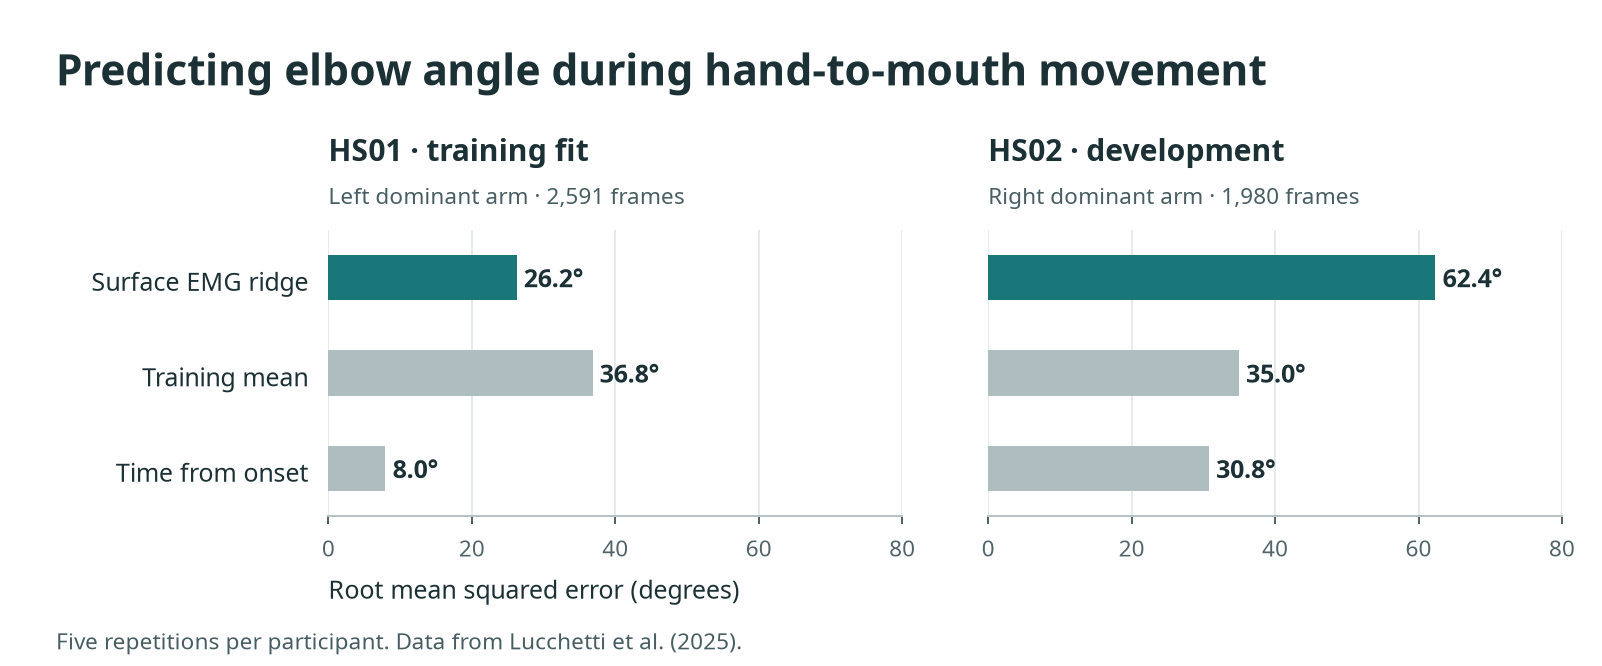 Predicting elbow angle during hand-to-mouth movement
HS01 · training fit
Left dominant arm · 2,591 frames
HS02 · development
Right dominant arm · 1,980 frames
Surface EMG ridge
26.2°
62.4°
Training mean
36.8°
35.0°
Time from onset
8.0°
30.8°
0 20 40 60 80
0 20 40 60 80
Root mean squared error (degrees)
Five repetitions per participant. Data from Lucchetti et al. (2025).